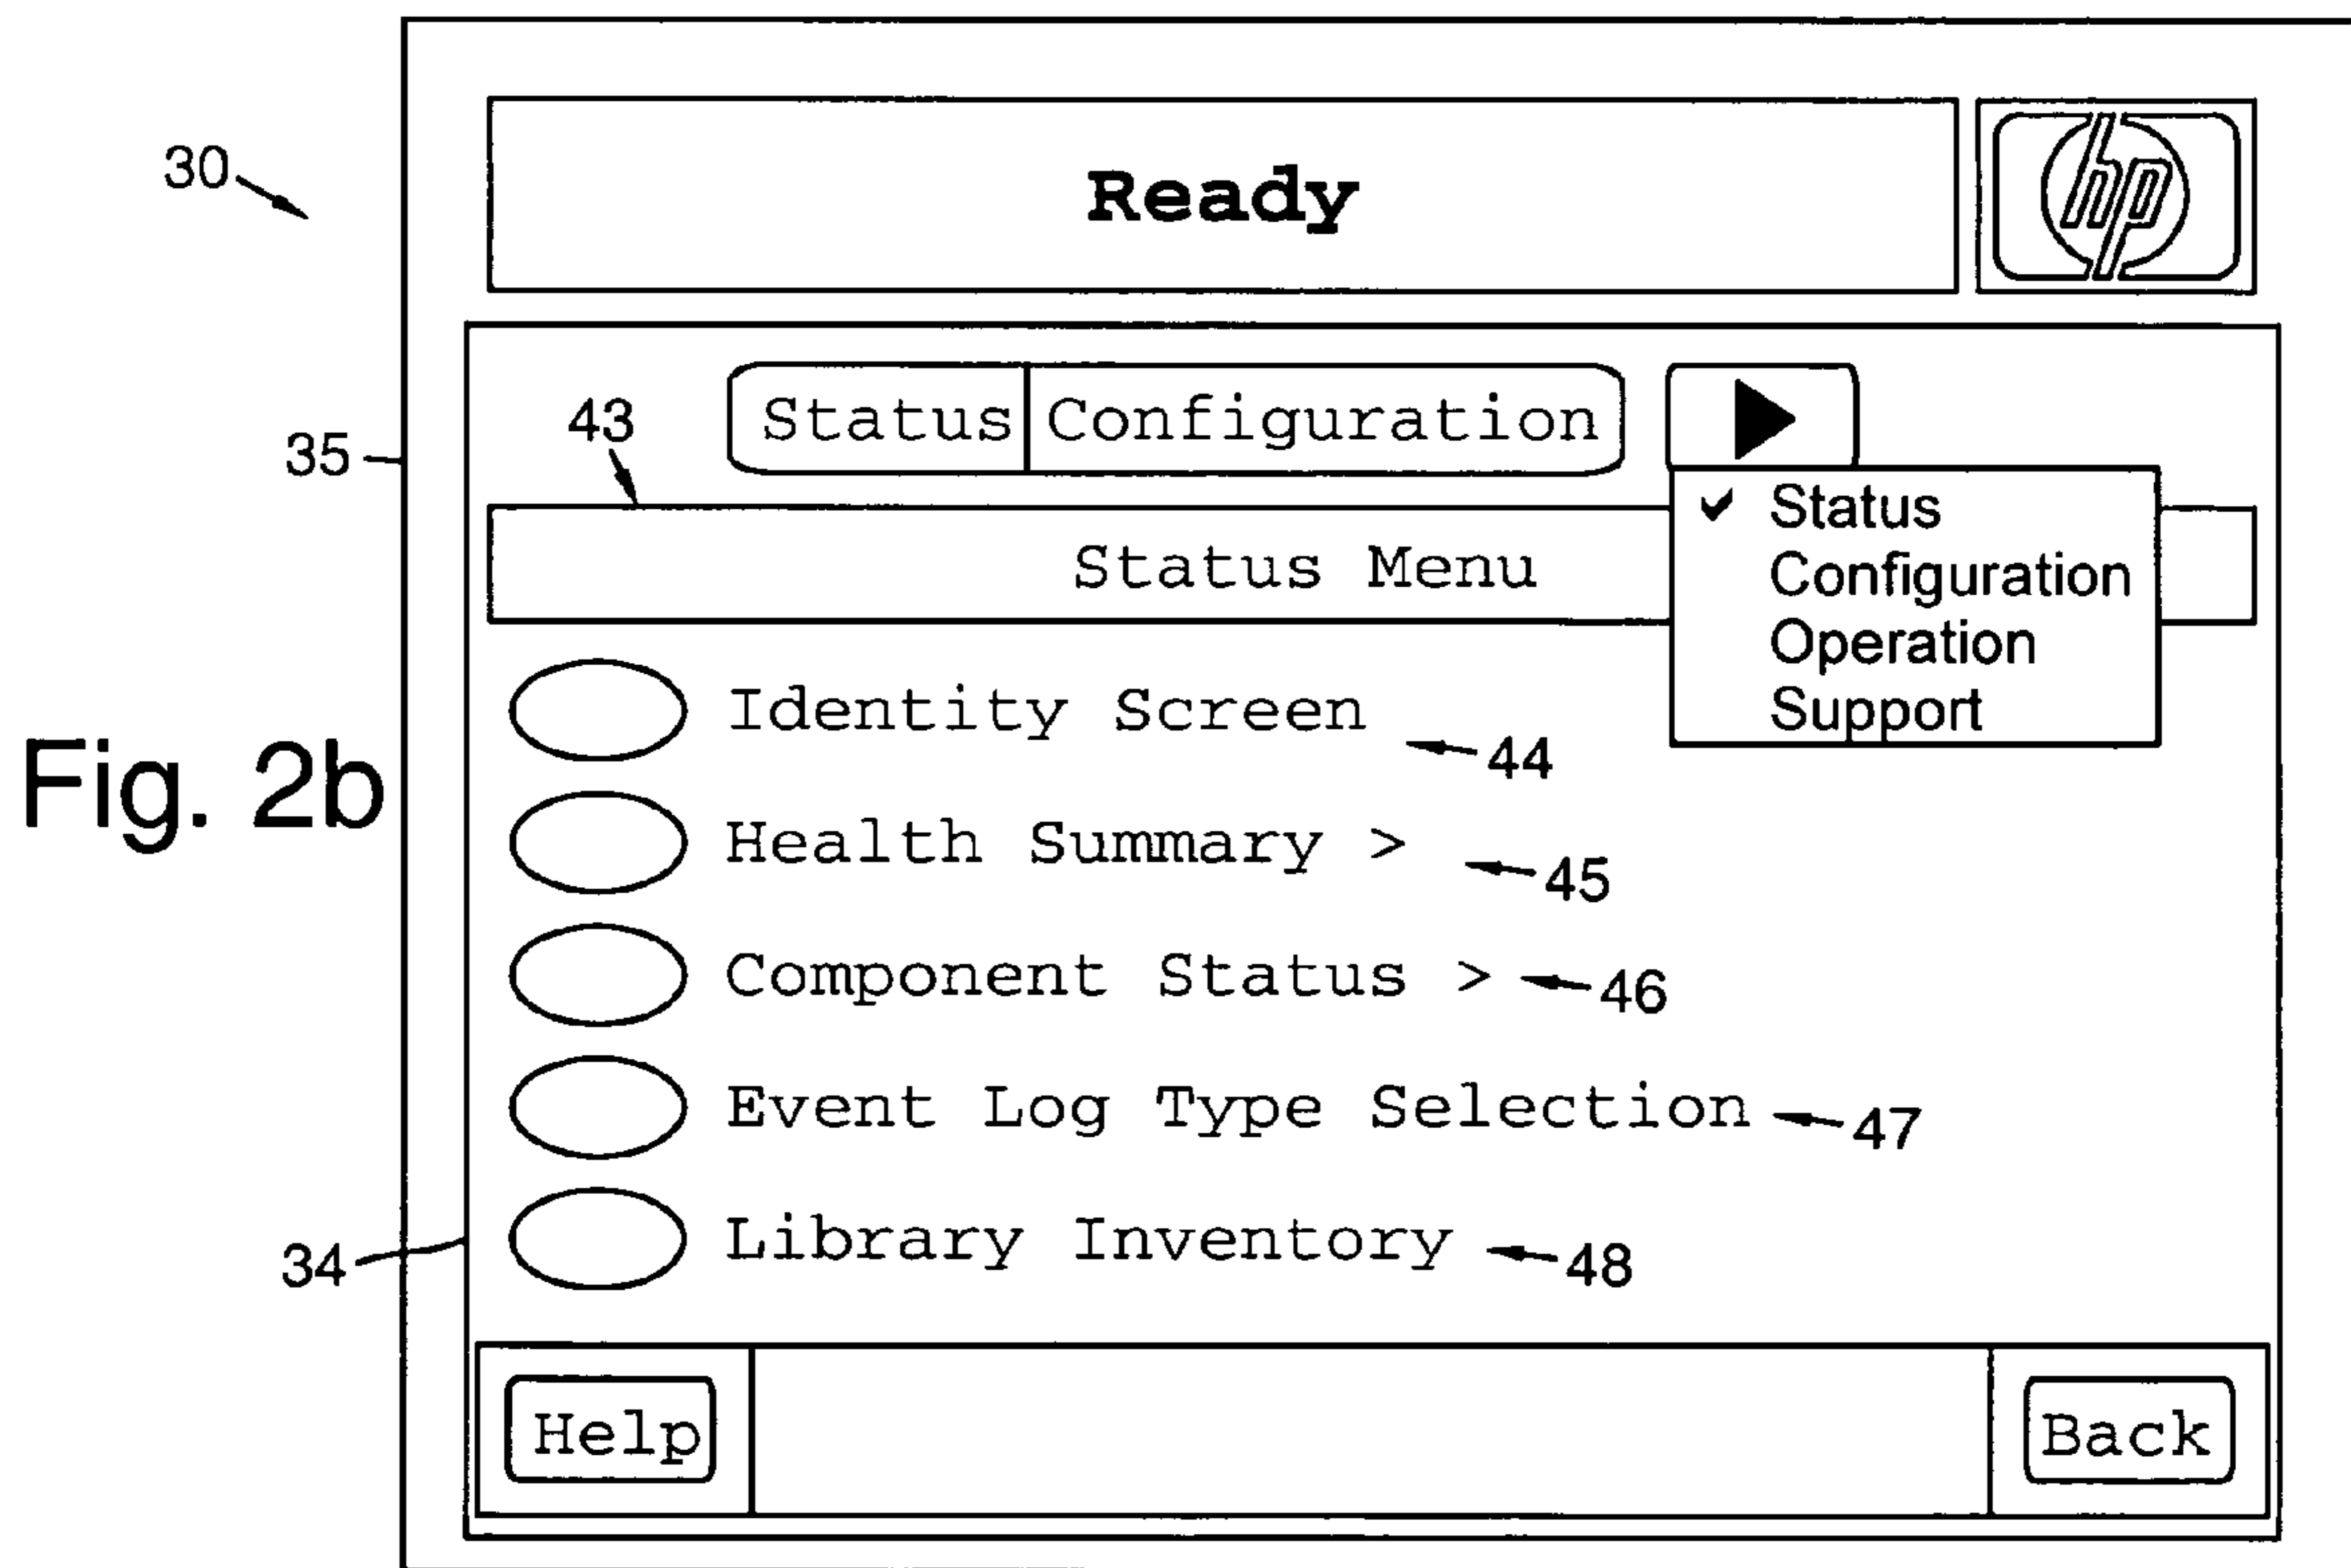 30
Ready
hp
35
43
Status Configuration
Status Menu
✓ Status
Configuration
Operation
Support
Fig. 2b
Identity Screen
44
Health Summary >
45
Component Status >
46
Event Log Type Selection
47
Library Inventory
48
34
Help
Back